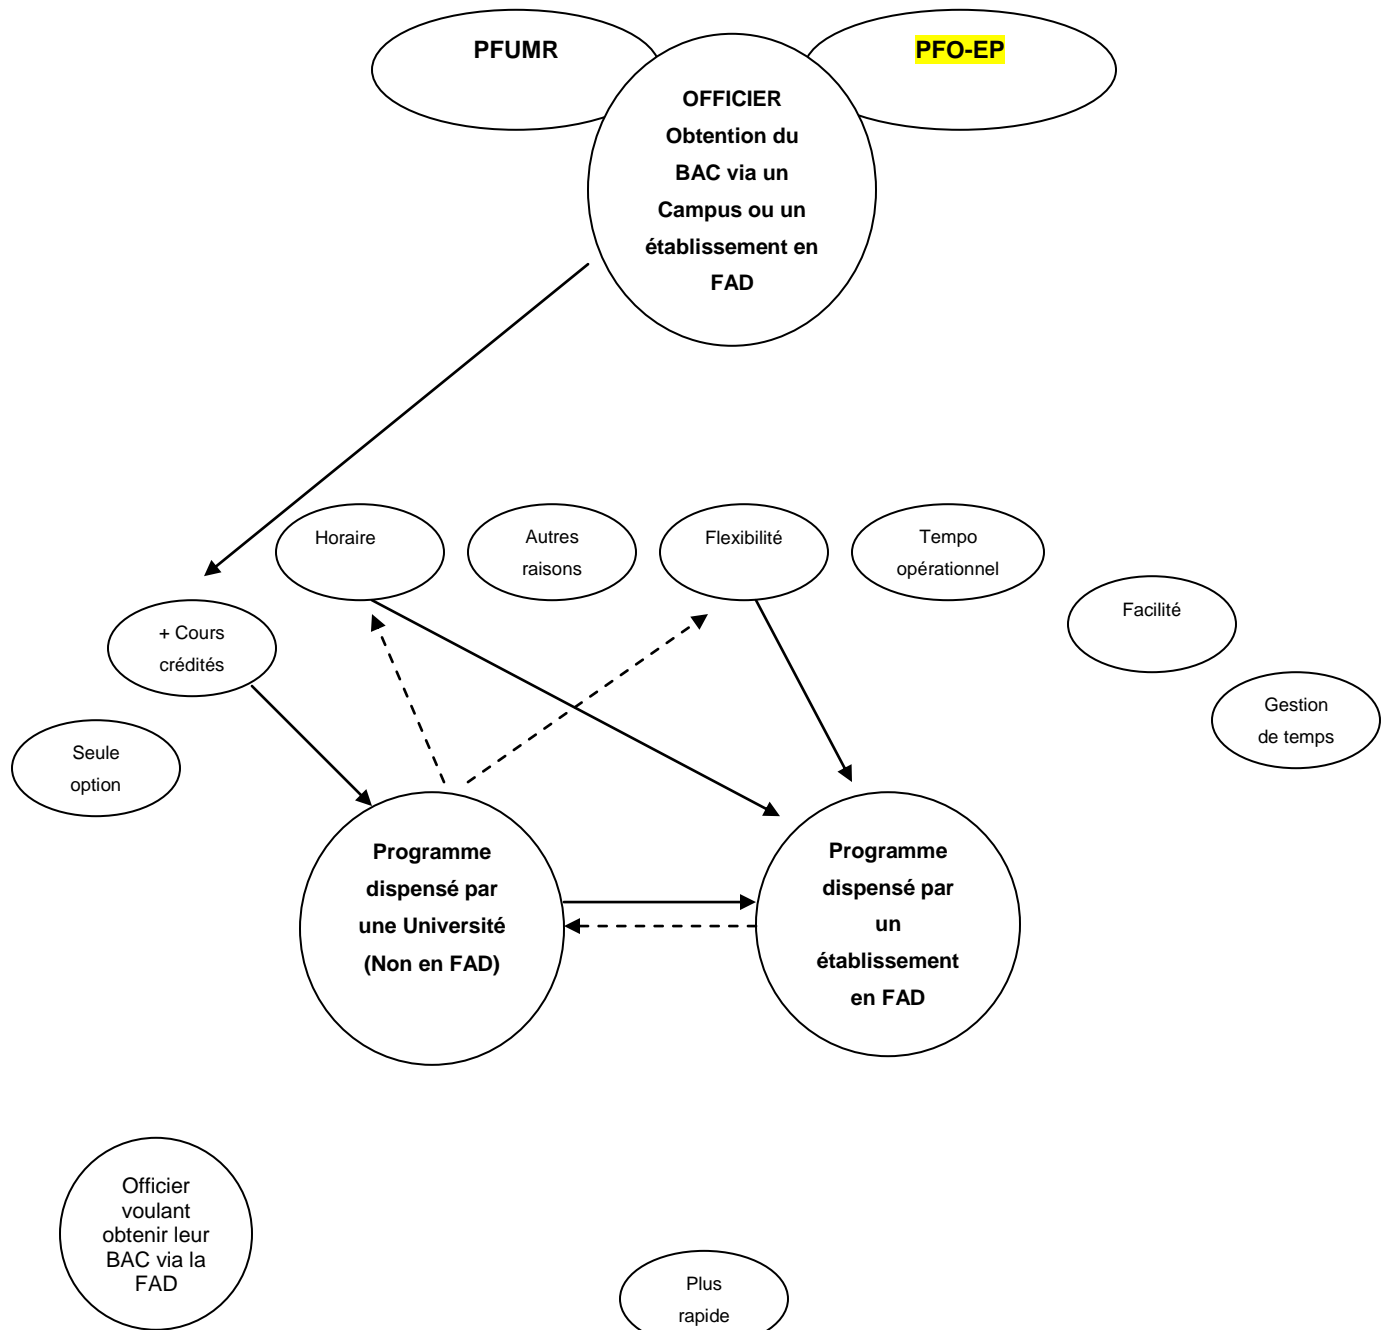 PFUMR
PFO-EP
OFFICIER
Obtention du
BAC via un
Campus ou un
établissement en
FAD
Horaire
Autres
raisons
Flexibilité
Tempo
opérationnel
Facilité
+ Cours
crédités
Gestion
de temps
Seule
option
Programme
dispensé par
une Université
(Non en FAD)
Programme
dispensé par
un
établissement
en FAD
Officier
voulant
obtenir leur
BAC via la
FAD
Plus
rapide